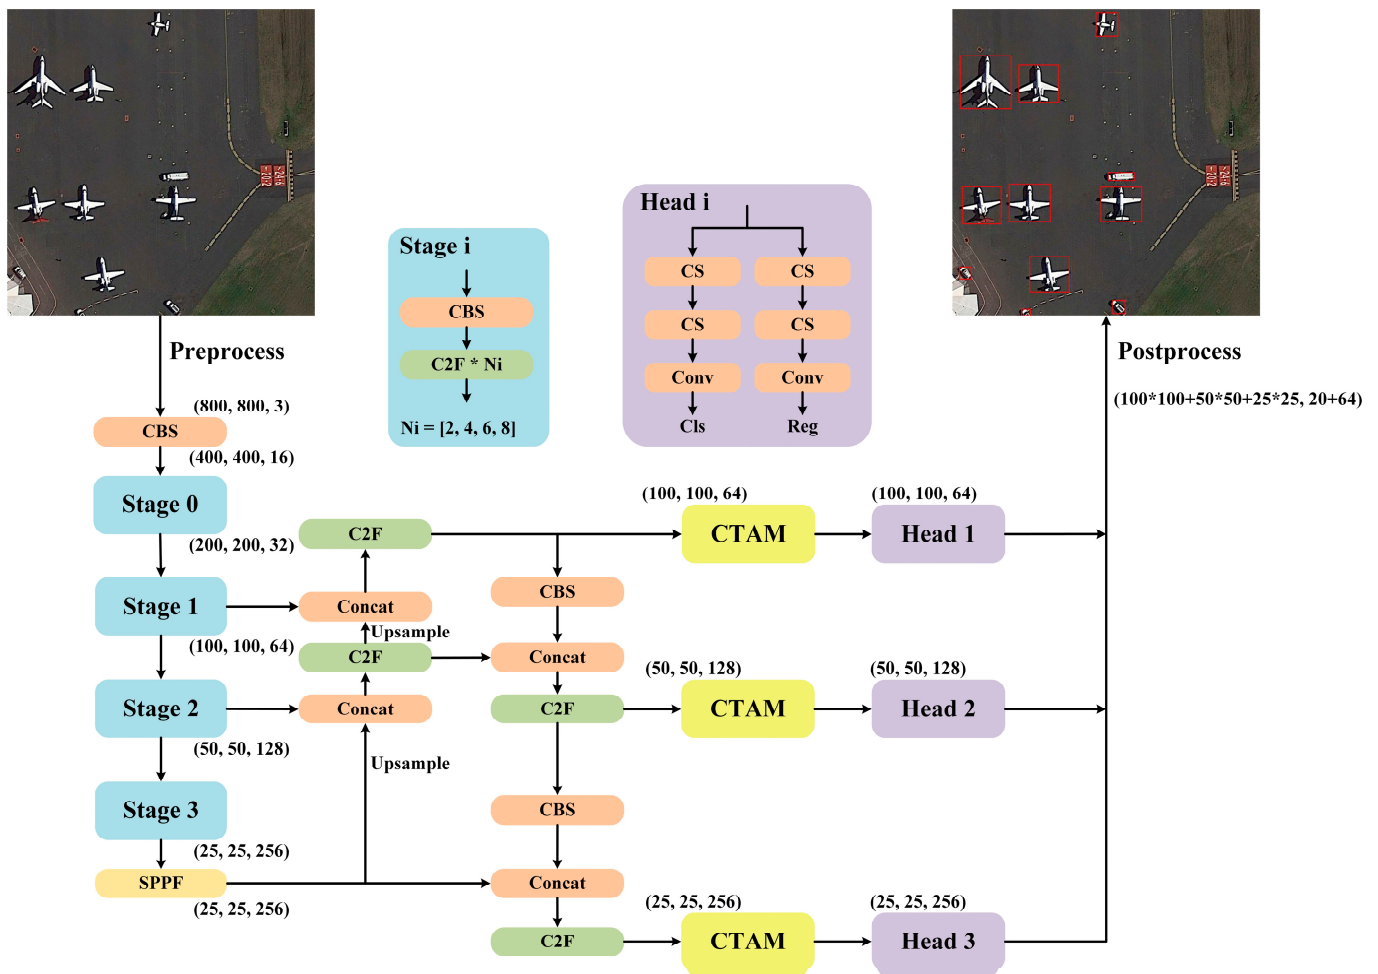 Preprocess
(800, 800, 3)
CBS
(400, 400, 16)
Stage 0
(200, 200, 32)
Stage 1
(100, 100, 64)
Stage 2
(50, 50, 128)
Stage 3
(25, 25, 256)
SPPF
(25, 25, 256)
C2F
Concat
Upsample
C2F
Concat
Upsample
Stage i
CBS
C2F * Ni
Ni = [2, 4, 6, 8]
Head i
CS CS
CS CS
Conv Conv
Cls Reg
CBS
Concat
C2F
CBS
Concat
C2F
(100, 100, 64) (100, 100, 64)
CTAM Head 1
(50, 50, 128) (50, 50, 128)
CTAM Head 2
(25, 25, 256) (25, 25, 256)
CTAM Head 3
Postprocess
(100*100+50*50+25*25, 20+64)